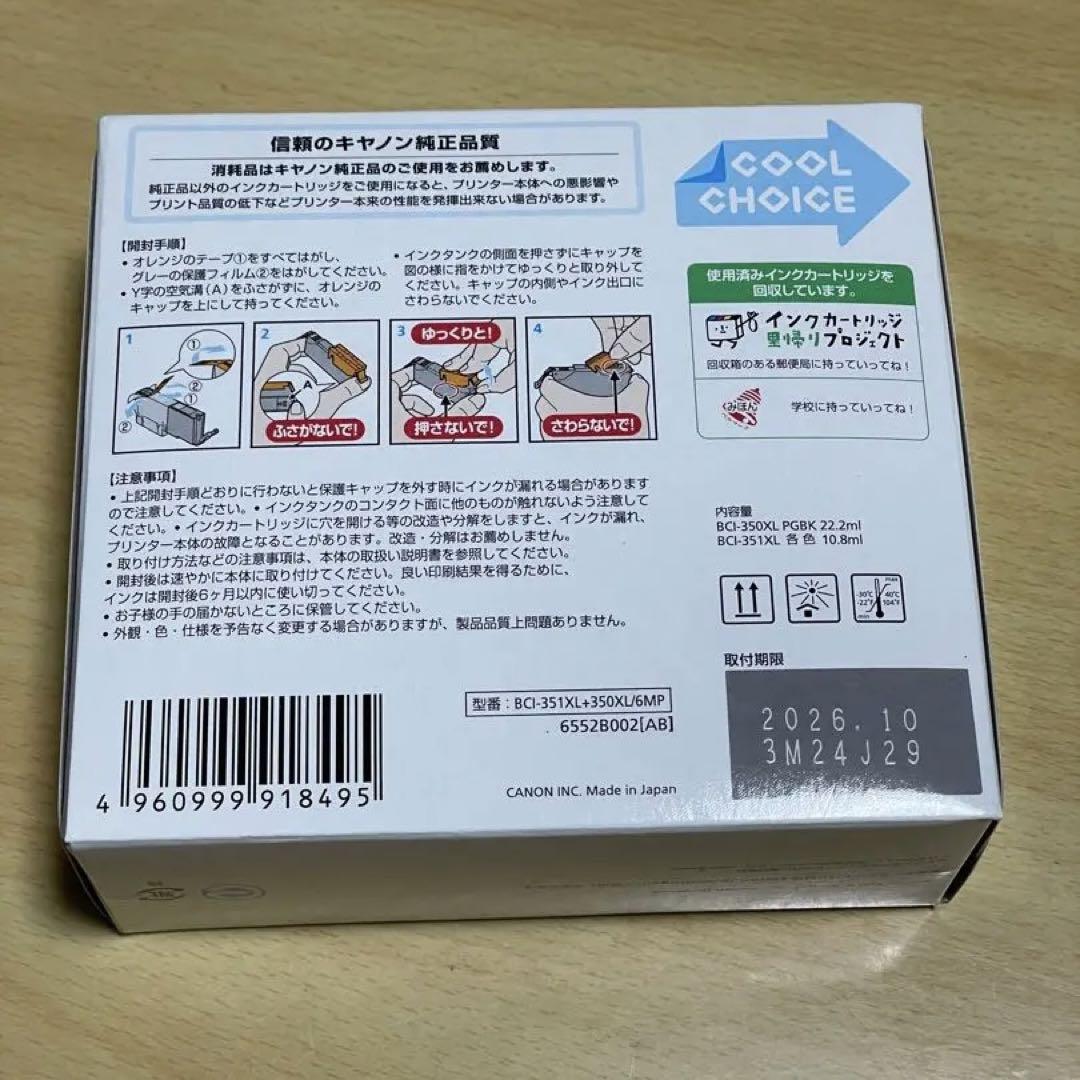 信頼のキヤノン純正品質
消耗品はキヤノン純正品のご使用をお薦めします。
純正品以外のインクカートリッジをご使用になると、プリンター本体への悪影響や
プリント品質の低下などプリンター本来の性能を発揮出来ない場合があります。
COOL
CHOICE
【開封手順】
・オレンジのテープ①をすべてはがし、
グレーの保護フィルム②をはがしてください。
・Y字の空気溝(A)をふさがずに、オレンジの
キャップを上にして持ってください。
・インクタンクの側面を押さずにキャップを
図の様に指をかけてゆっくりと取り外して
ください。キャップの内側やインク出口に
さわらないでください。
1
①
②
①
②
2
A
ふさがないで!
3
ゆっくりと!
押さないで!
4
さわらないで!
使用済みインクカートリッジを
回収しています。
インクカートリッジ
里帰りプロジェクト
回収箱のある郵便局に持っていってね!
みほん
学校に持っていってね!
【注意事項】
・上記開封手順どおりに行わないと保護キャップを外す時にインクが漏れる場合があります
ので注意してください。・インクタンクのコンタクト面に他のものが触れないよう注意して
ください。・インクカートリッジに穴を開ける等の改造や分解をしますと、インクが漏れ、
プリンター本体の故障となることがあります。改造・分解はお薦めしません。
・取り付け方法などの注意事項は、本体の取扱い説明書を参照してください。
・開封後は速やかに本体に取り付けてください。良い印刷結果を得るために、
インクは開封後6ヶ月以内に使い切ってください。
・お子様の手の届かないところに保管してください。
・外観・色・仕様を予告なく変更する場合がありますが、製品品質上問題ありません。
内容量
BCI-350XL PGBK 22.2ml
BCI-351XL 各色 10.8ml
max
-30℃ 40℃
-22°F 104°F
min
取付期限
2026.10
3M24J29
型番:BCI-351XL+350XL/6MP
6552B002[AB]
4 960999 918495
CANON INC. Made in Japan